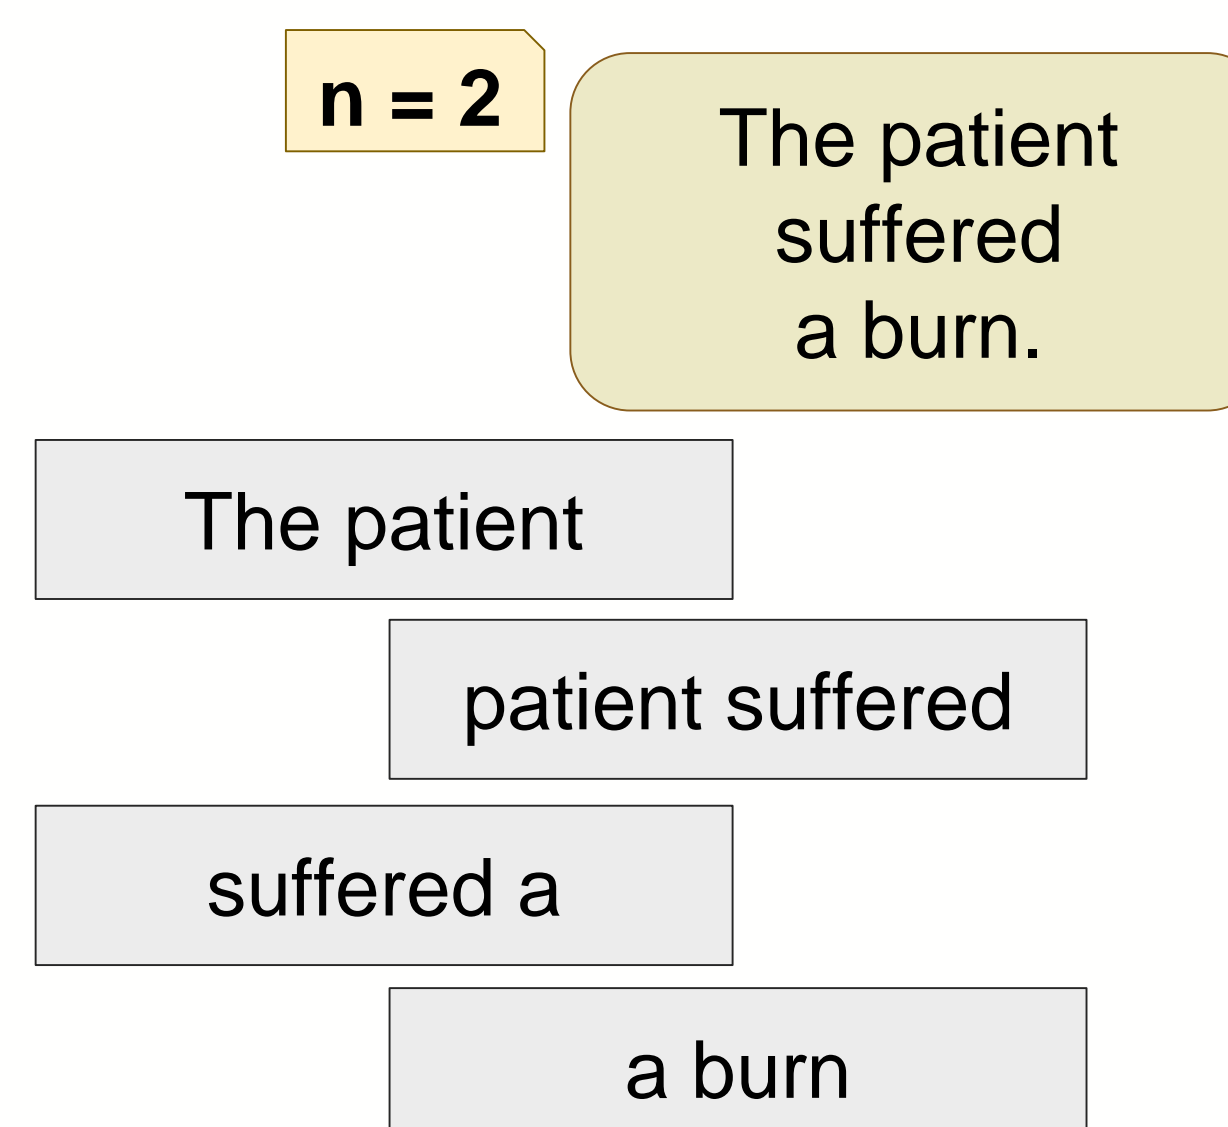 n = 2
The patient
suffered
a burn.
The patient
patient suffered
suffered a
a burn